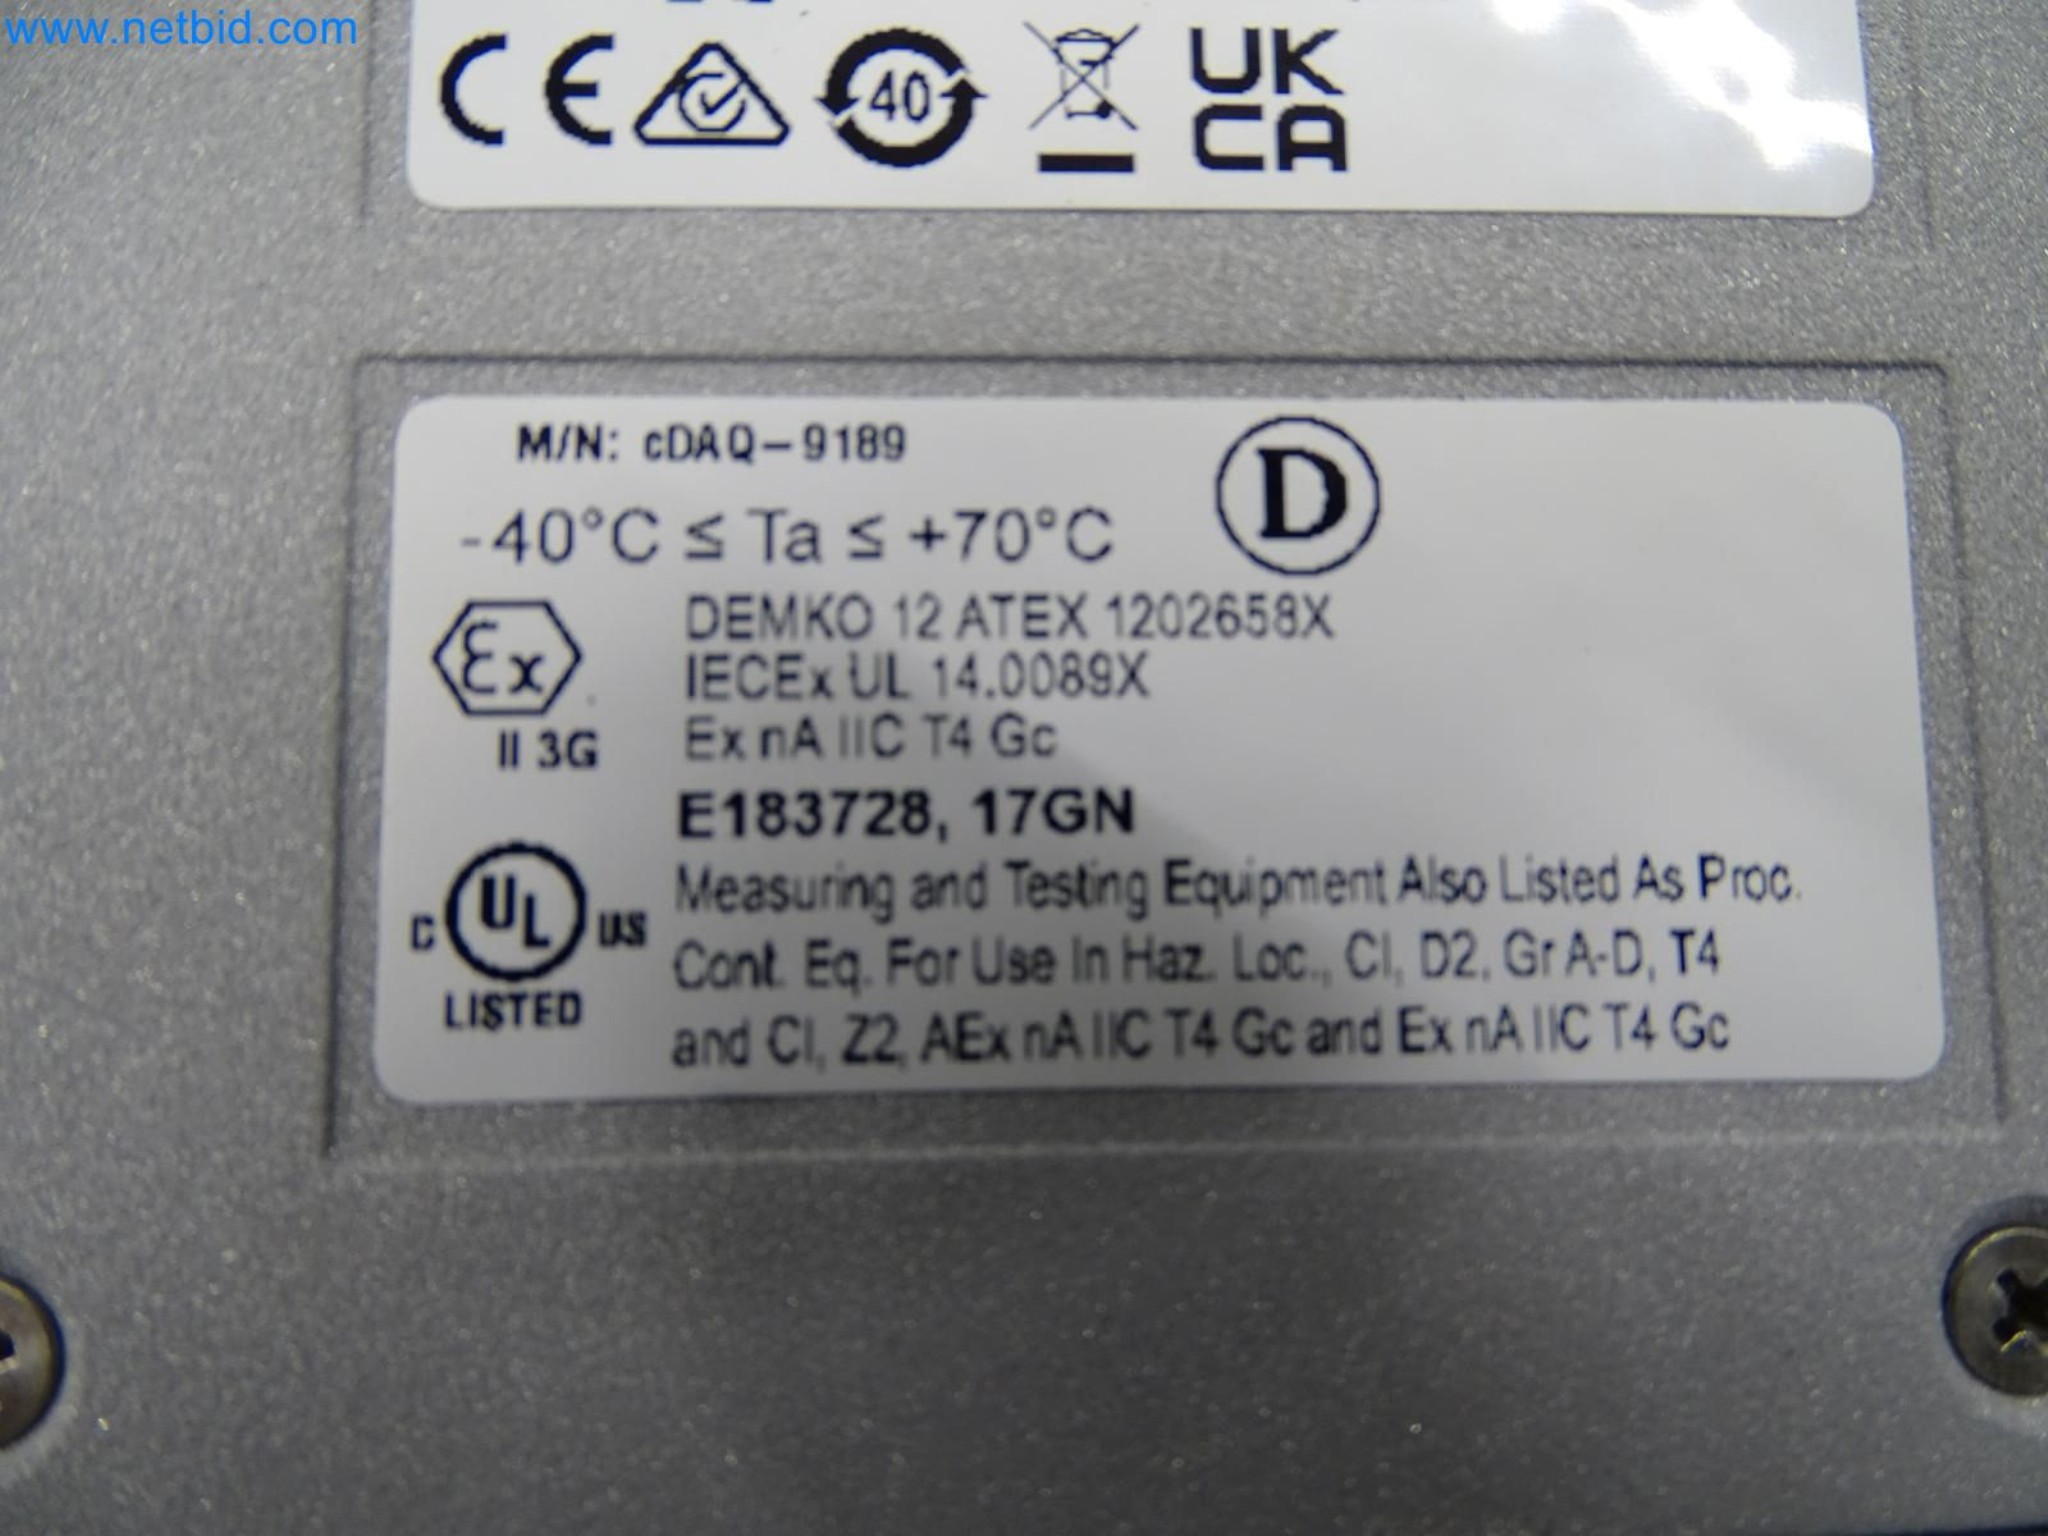 www.netbid.com
CE 40 UK
CA
M/N: cDAQ-9189
D
-40°C ≤ Ta ≤ +70°C
Ex
II 3G
DEMKO 12 ATEX 1202658X
IECEx UL 14.0089X
Ex nA IIC T4 Gc
E183728, 17GN
C UL US
LISTED
Measuring and Testing Equipment Also Listed As Proc.
Cont. Eq. For Use In Haz. Loc., CI, D2, Gr A-D, T4
and CI, Z2, AEx nA IIC T4 Gc and Ex nA IIC T4 Gc